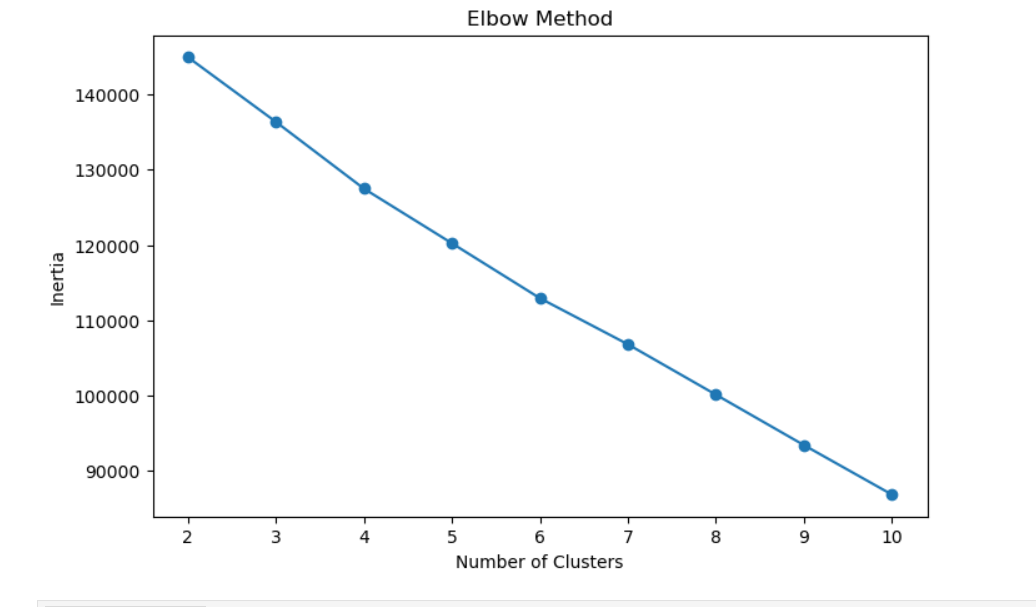 Elbow Method
140000
130000
120000
110000
100000
90000
Inertia
2 3 4 5 6 7 8 9 10
Number of Clusters